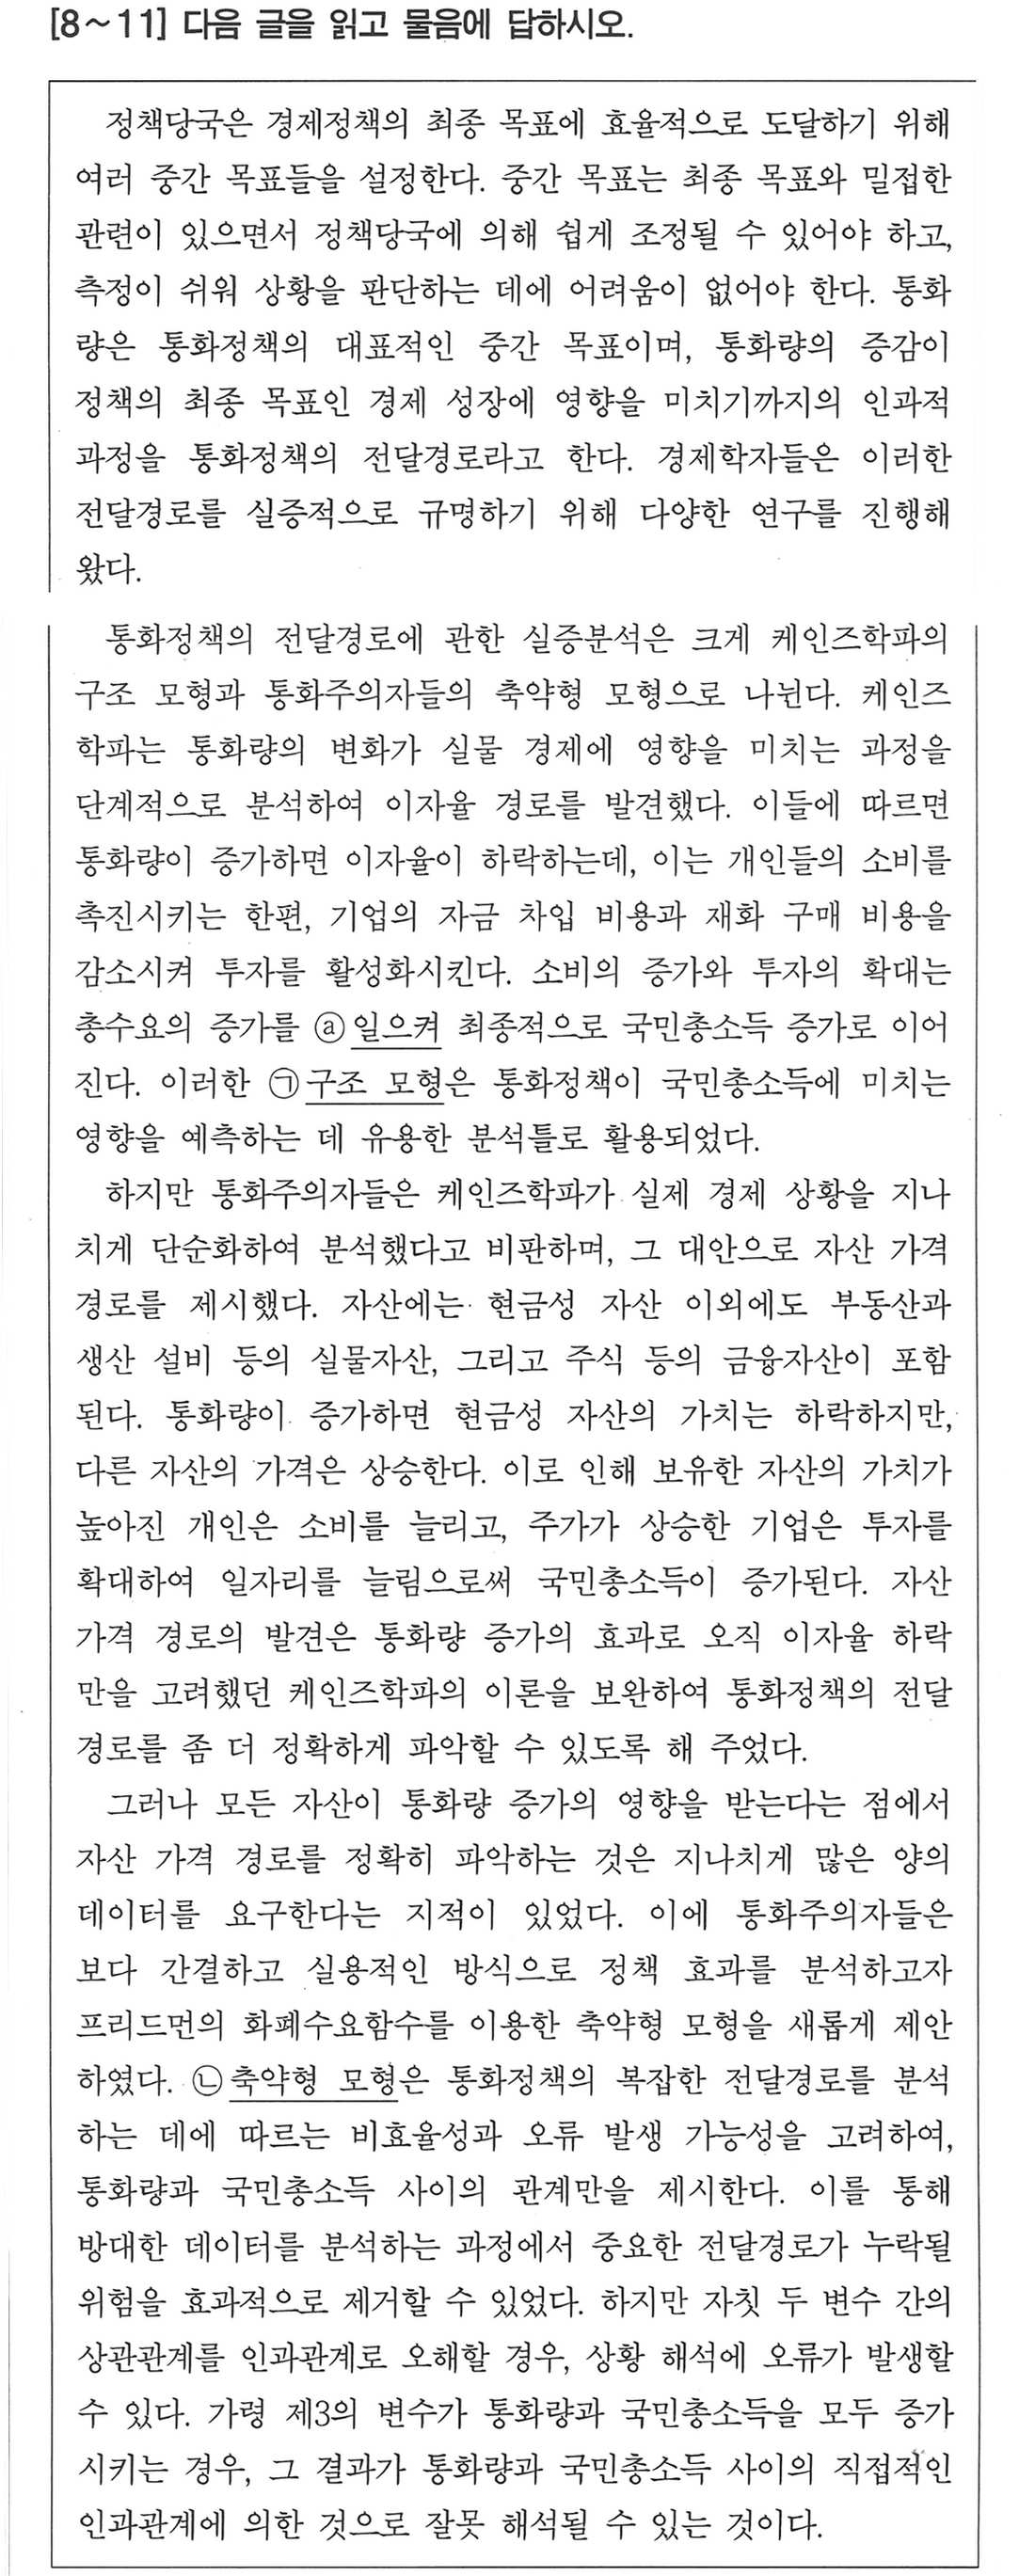 [8~11] 다음 글을 읽고 물음에 답하시오.
정책당국은 경제정책의 최종 목표에 효율적으로 도달하기 위해
여러 중간 목표들을 설정한다. 중간 목표는 최종 목표와 밀접한
관련이 있으면서 정책당국에 의해 쉽게 조정될 수 있어야 하고,
측정이 쉬워 상황을 판단하는 데에 어려움이 없어야 한다. 통화
량은 통화정책의 대표적인 중간 목표이며, 통화량의 증감이
정책의 최종 목표인 경제 성장에 영향을 미치기까지의 인과적
과정을 통화정책의 전달경로라고 한다. 경제학자들은 이러한
전달경로를 실증적으로 규명하기 위해 다양한 연구를 진행해
왔다.
통화정책의 전달경로에 관한 실증분석은 크게 케인즈학파의
구조 모형과 통화주의자들의 축약형 모형으로 나뉜다. 케인즈
학파는 통화량의 변화가 실물 경제에 영향을 미치는 과정을
단계적으로 분석하여 이자율 경로를 발견했다. 이들에 따르면
통화량이 증가하면 이자율이 하락하는데, 이는 개인들의 소비를
촉진시키는 한편, 기업의 자금 차입 비용과 재화 구매 비용을
감소시켜 투자를 활성화시킨다. 소비의 증가와 투자의 확대는
총수요의 증가를 ⓐ일으켜 최종적으로 국민총소득 증가로 이어
진다. 이러한 ㉠구조 모형은 통화정책이 국민총소득에 미치는
영향을 예측하는 데 유용한 분석틀로 활용되었다.
하지만 통화주의자들은 케인즈학파가 실제 경제 상황을 지나
치게 단순화하여 분석했다고 비판하며, 그 대안으로 자산 가격
경로를 제시했다. 자산에는 현금성 자산 이외에도 부동산과
생산 설비 등의 실물자산, 그리고 주식 등의 금융자산이 포함
된다. 통화량이 증가하면 현금성 자산의 가치는 하락하지만,
다른 자산의 가격은 상승한다. 이로 인해 보유한 자산의 가치가
높아진 개인은 소비를 늘리고, 주가가 상승한 기업은 투자를
확대하여 일자리를 늘림으로써 국민총소득이 증가된다. 자산
가격 경로의 발견은 통화량 증가의 효과로 오직 이자율 하락
만을 고려했던 케인즈학파의 이론을 보완하여 통화정책의 전달
경로를 좀 더 정확하게 파악할 수 있도록 해 주었다.
그러나 모든 자산이 통화량 증가의 영향을 받는다는 점에서
자산 가격 경로를 정확히 파악하는 것은 지나치게 많은 양의
데이터를 요구한다는 지적이 있었다. 이에 통화주의자들은
보다 간결하고 실용적인 방식으로 정책 효과를 분석하고자
프리드먼의 화폐수요함수를 이용한 축약형 모형을 새롭게 제안
하였다. ㉡축약형 모형은 통화정책의 복잡한 전달경로를 분석
하는 데에 따르는 비효율성과 오류 발생 가능성을 고려하여,
통화량과 국민총소득 사이의 관계만을 제시한다. 이를 통해
방대한 데이터를 분석하는 과정에서 중요한 전달경로가 누락될
위험을 효과적으로 제거할 수 있었다. 하지만 자칫 두 변수 간의
상관관계를 인과관계로 오해할 경우, 상황 해석에 오류가 발생할
수 있다. 가령 제3의 변수가 통화량과 국민총소득을 모두 증가
시키는 경우, 그 결과가 통화량과 국민총소득 사이의 직접적인
인과관계에 의한 것으로 잘못 해석될 수 있는 것이다.